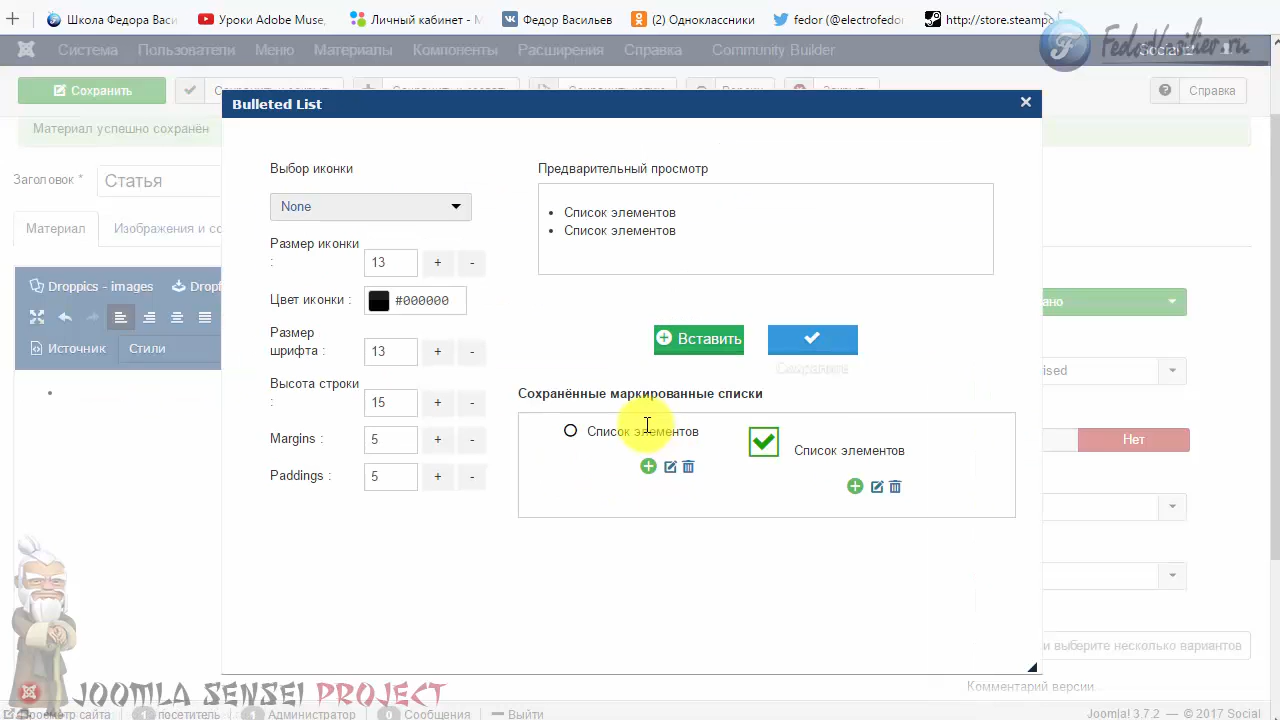 Школа Федора Васи
Уроки Adobe Muse,
Личный кабинет - М
Федор Васильев
(2) Одноклассники
fedor (@electrofedor
http://store.steamp
Система
Пользователи
Меню
Материалы
Компоненты
Расширения
Справка
Community Builder
Сохранить
Справка
Материал успешно сохранён
Заголовок *
Статья
Материал
Изображения и сс
Droppics - images
Источник
Стили
Bulleted List
Выбор иконки
None
Размер иконки :
13
+
-
Цвет иконки :
#000000
Размер шрифта :
13
+
-
Высота строки :
15
+
-
Margins :
5
+
-
Paddings :
5
+
-
Предварительный просмотр
• Список элементов
• Список элементов
Вставить
Сохранить
Сохранённые маркированные списки
Список элементов
Список элементов
ано
ised
Нет
и выберите несколько вариантов
Комментарий версии...
JOOMLA SENSEI PROJECT
Просмотр сайта
1 посетитель
1 Администратор
0 Сообщения
Выйти
Joomla! 3.7.2 — © 2017 Social